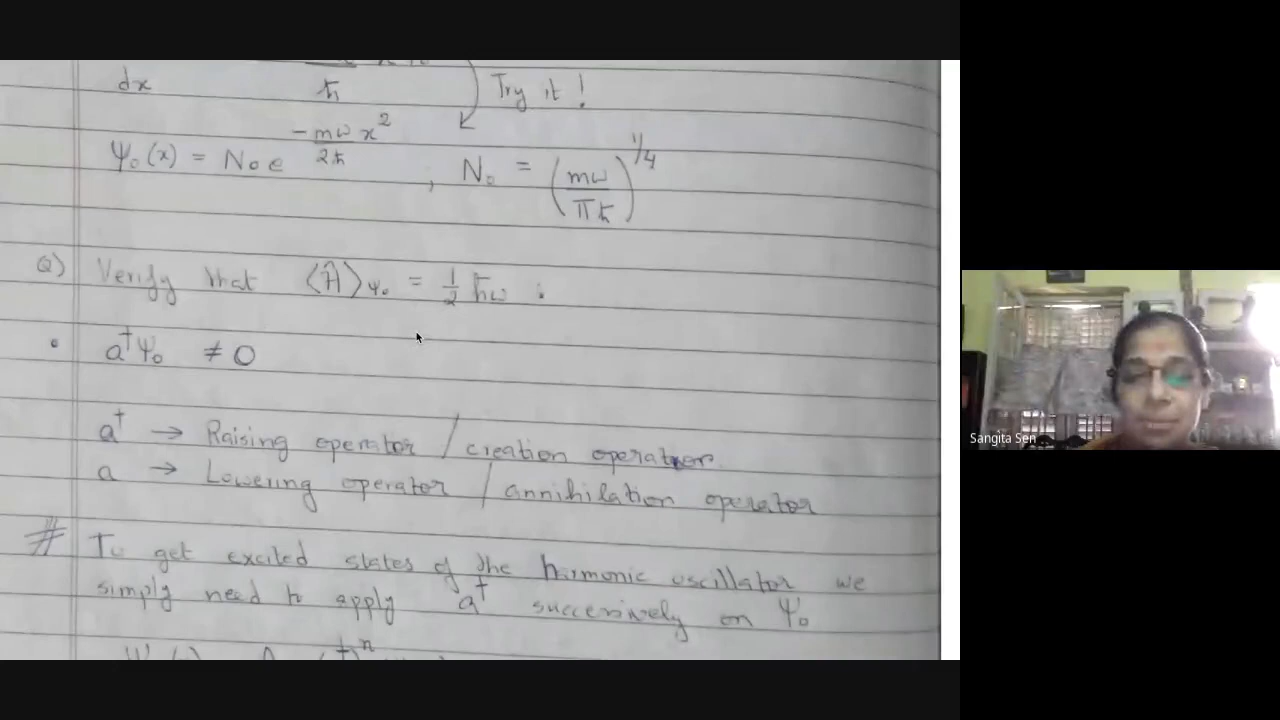 dx ħ Try it !
ψ₀(x) = N₀ e^(-mω/2ħ x²) , N₀ = (mω/πħ)^(1/4)
Q) Verify that ⟨Ĥ⟩ψ₀ = 1/2 ħω :
• a†ψ₀ ≠ 0
a† → Raising operator / creation operator.
a → Lowering operator / annihilation operator
# To get excited states of the harmonic oscillator we
simply need to apply a† successively on ψ₀
Sangita Sen